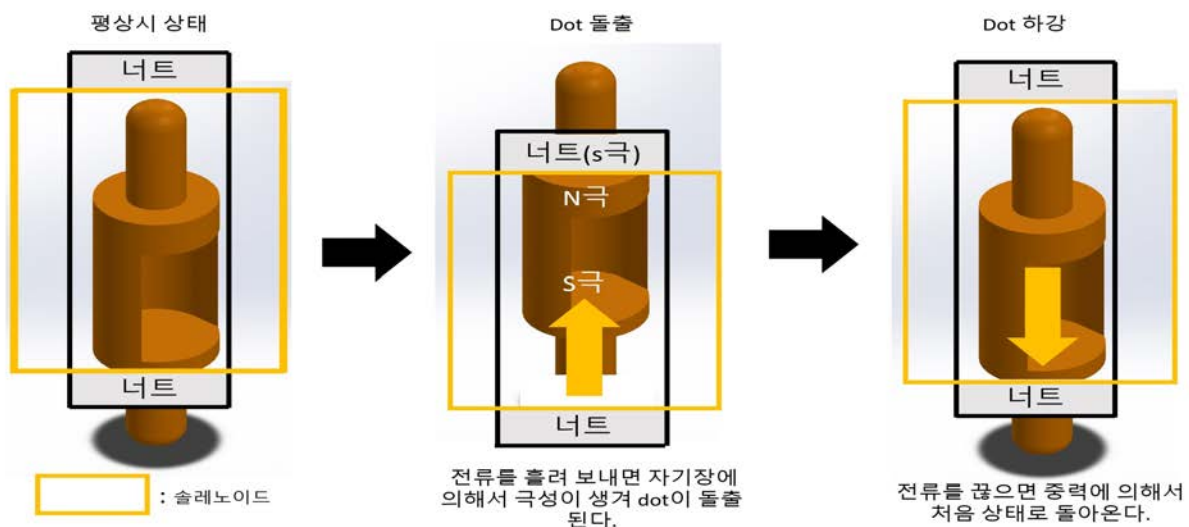 평상시 상태
너트
너트
: 솔레노이드
Dot 돌출
너트(s극)
N극
S극
너트
전류를 흘려 보내면 자기장에
의해서 극성이 생겨 dot이 돌출
된다.
Dot 하강
너트
너트
전류를 끊으면 중력에 의해서
처음 상태로 돌아온다.